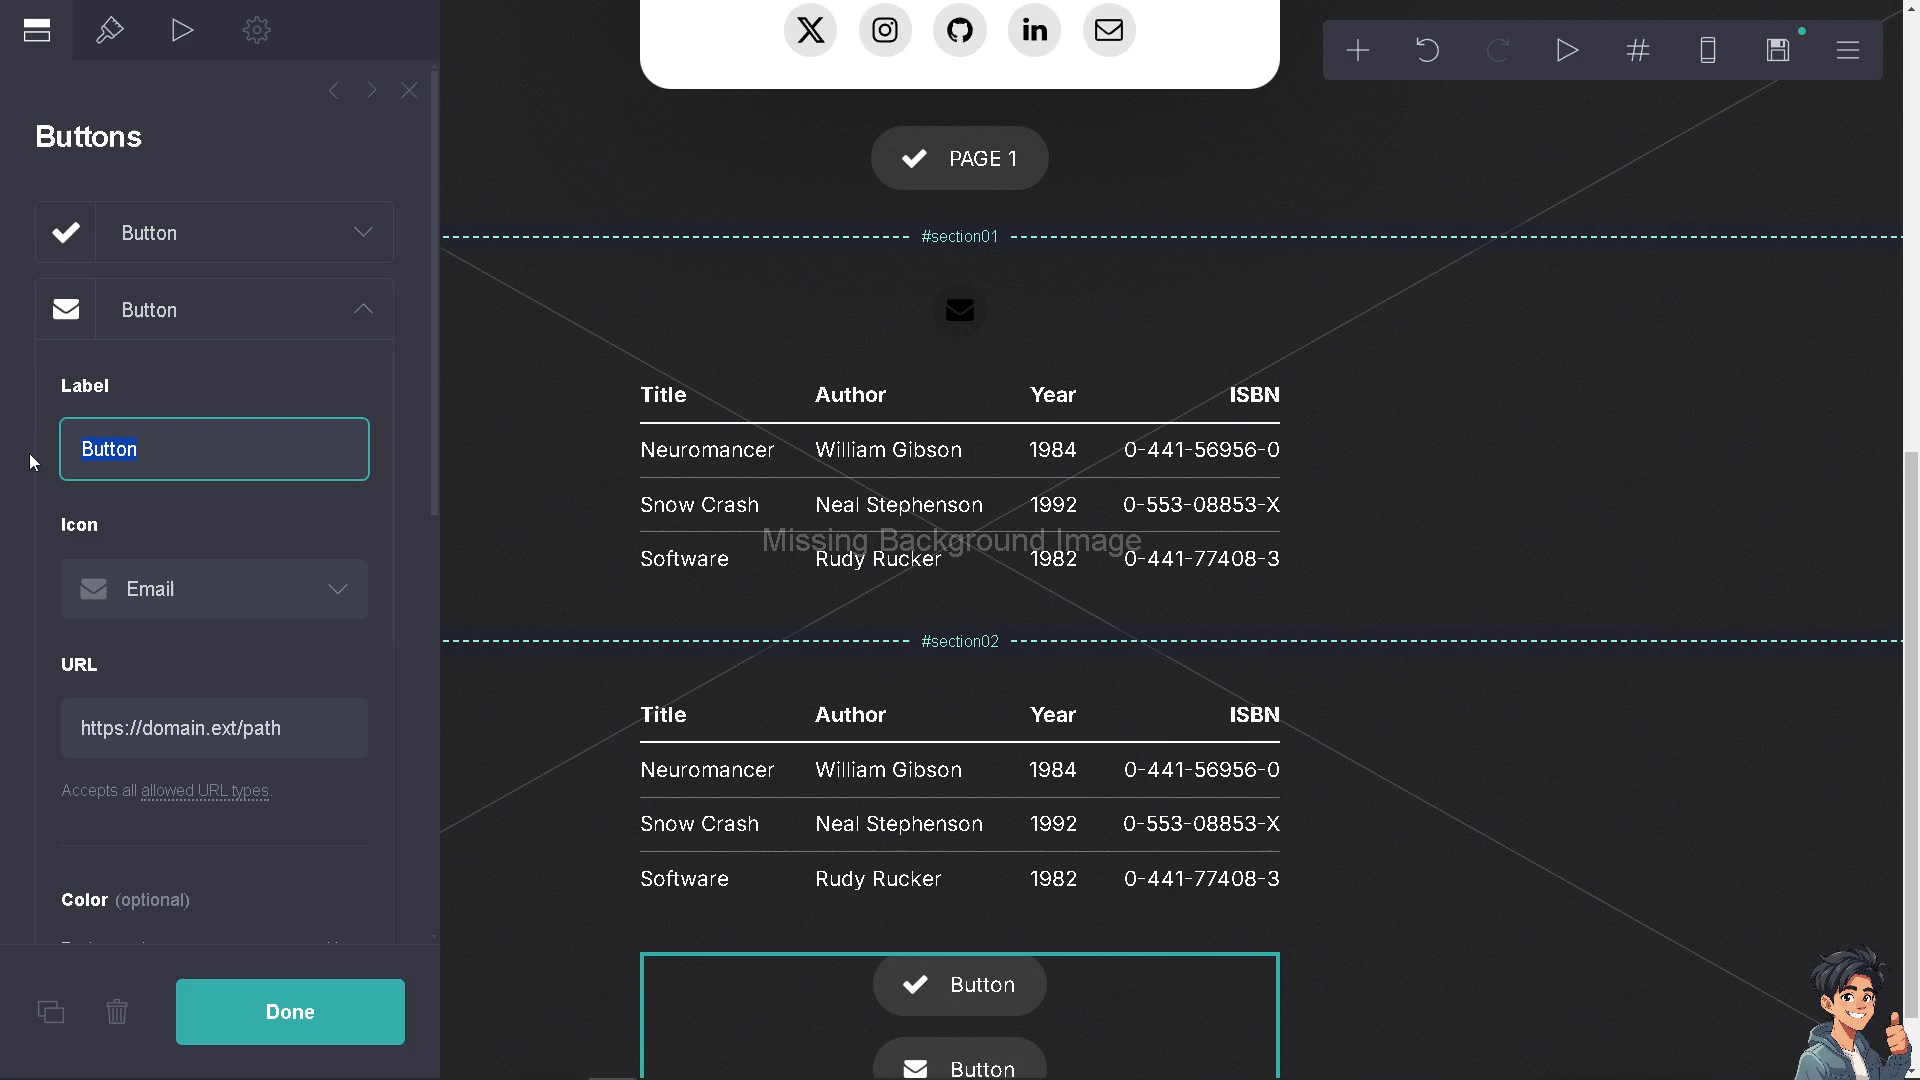 Buttons
Button
Button
Label
Button
Icon
Email
URL
https://domain.ext/path
Accepts all allowed URL types.
Color (optional)
Done
PAGE 1
#section01
Title Author Year ISBN
Neuromancer William Gibson 1984 0-441-56956-0
Snow Crash Neal Stephenson 1992 0-553-08853-X
Missing Background Image
Software Rudy Rucker 1982 0-441-77408-3
#section02
Title Author Year ISBN
Neuromancer William Gibson 1984 0-441-56956-0
Snow Crash Neal Stephenson 1992 0-553-08853-X
Software Rudy Rucker 1982 0-441-77408-3
Button
Button